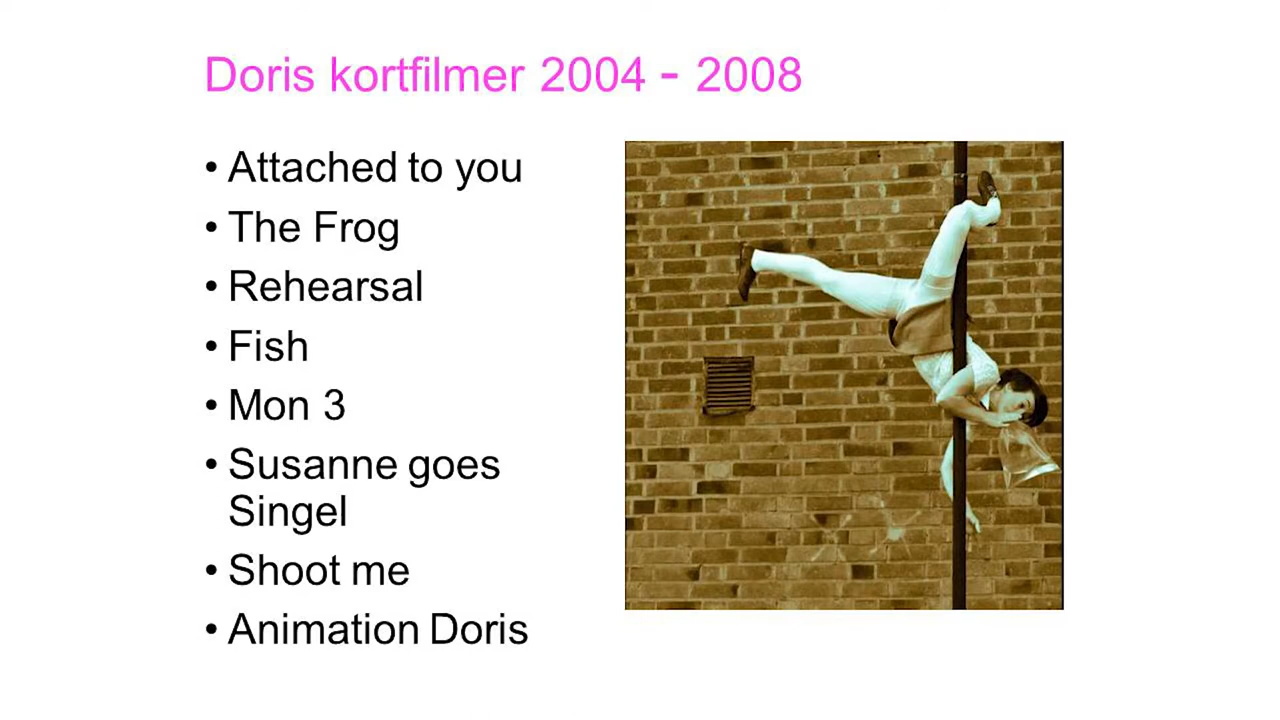 Doris kortfilmer 2004 - 2008
• Attached to you
• The Frog
• Rehearsal
• Fish
• Mon 3
• Susanne goes
Singel
• Shoot me
• Animation Doris